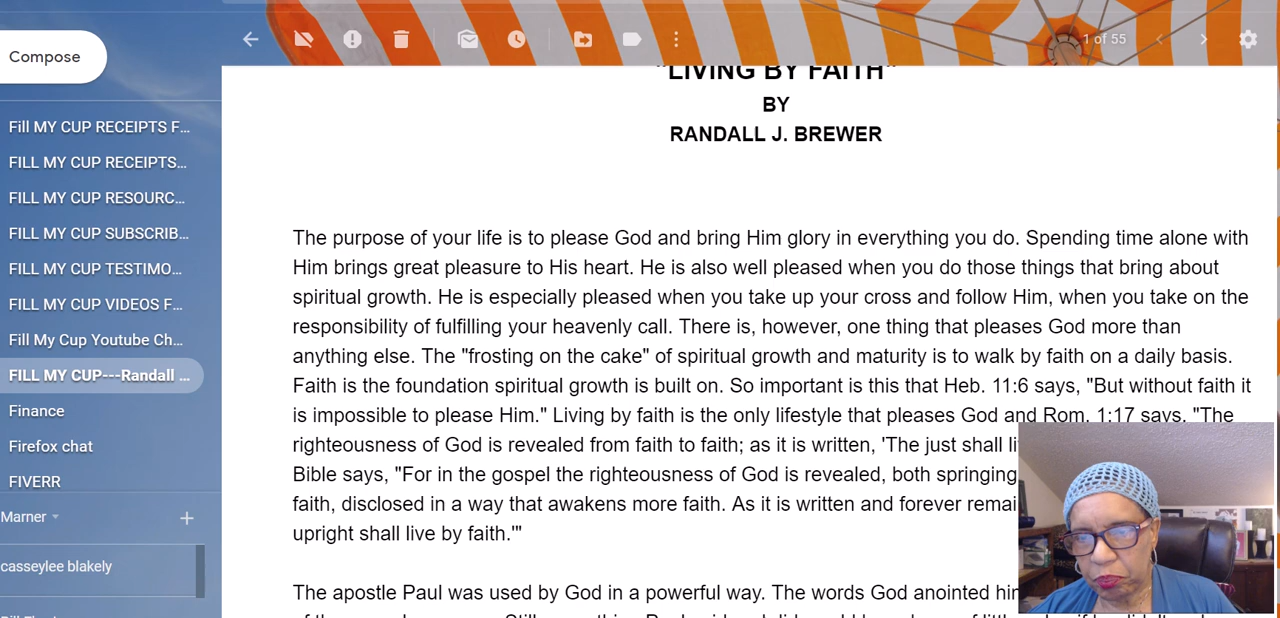 Compose
1 of 55
Fill MY CUP RECEIPTS F...
FILL MY CUP RECEIPTS...
FILL MY CUP RESOURC...
FILL MY CUP SUBSCRIB...
FILL MY CUP TESTIMO...
FILL MY CUP VIDEOS F...
Fill My Cup Youtube Ch...
FILL MY CUP---Randall ...
Finance
Firefox chat
FIVERR
Marner
casseylee blakely
"LIVING BY FAITH"
BY
RANDALL J. BREWER
The purpose of your life is to please God and bring Him glory in everything you do. Spending time alone with
Him brings great pleasure to His heart. He is also well pleased when you do those things that bring about
spiritual growth. He is especially pleased when you take up your cross and follow Him, when you take on the
responsibility of fulfilling your heavenly call. There is, however, one thing that pleases God more than
anything else. The "frosting on the cake" of spiritual growth and maturity is to walk by faith on a daily basis.
Faith is the foundation spiritual growth is built on. So important is this that Heb. 11:6 says, "But without faith it
is impossible to please Him." Living by faith is the only lifestyle that pleases God and Rom. 1:17 says. "The
righteousness of God is revealed from faith to faith; as it is written, 'The just shall
Bible says, "For in the gospel the righteousness of God is revealed, both springing
faith, disclosed in a way that awakens more faith. As it is written and forever
upright shall live by faith.'"
The apostle Paul was used by God in a powerful way. The words God anointed